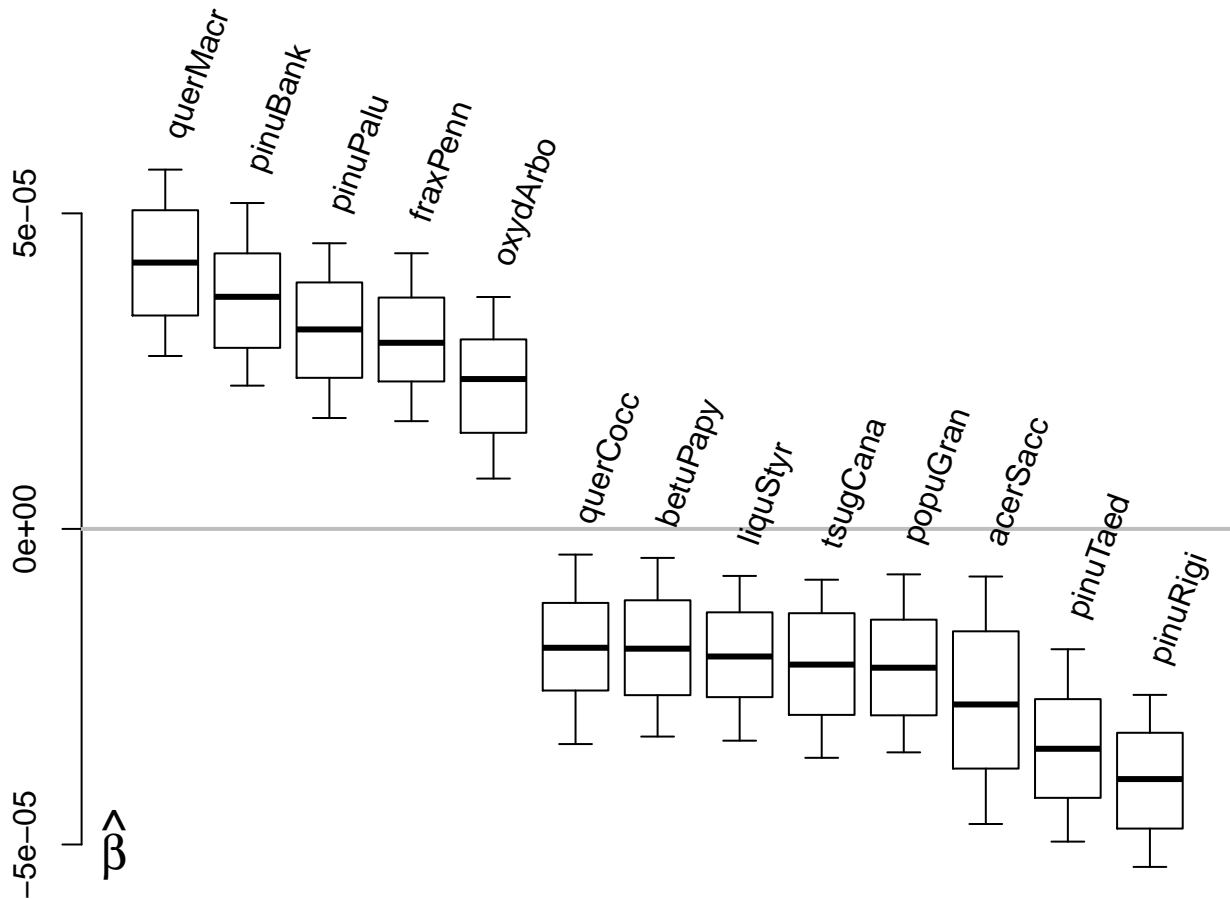 querMacr
pinuBank
pinuPalu
fraxPenn
oxydArbo
querCocc
betuPapy
liquStyr
tsugCana
popuGran
acerSacc
pinuTaed
pinuRigi
5e−05
0e+00
−5e−05
β̂